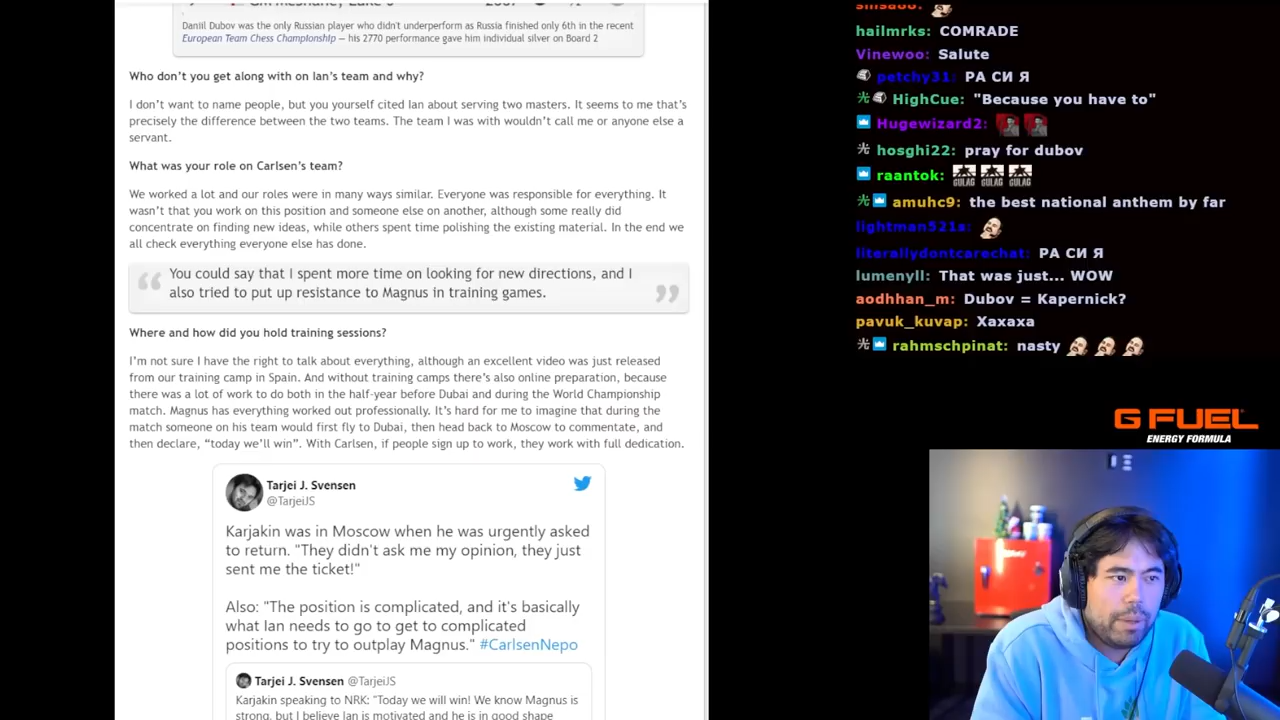 Daniil Dubov was the only Russian player who didn't underperform as Russia finished only 6th in the recent
European Team Chess Championship — his 2770 performance gave him individual silver on Board 2
Who don't you get along with on Ian's team and why?
I don't want to name people, but you yourself cited Ian about serving two masters. It seems to me that's
precisely the difference between the two teams. The team I was with wouldn't call me or anyone else a
servant.
What was your role on Carlsen's team?
We worked a lot and our roles were in many ways similar. Everyone was responsible for everything. It
wasn't that you work on this position and someone else on another, although some really did
concentrate on finding new ideas, while others spent time polishing the existing material. In the end we
all check everything everyone else has done.
You could say that I spent more time on looking for new directions, and I
also tried to put up resistance to Magnus in training games.
Where and how did you hold training sessions?
I'm not sure I have the right to talk about everything, although an excellent video was just released
from our training camp in Spain. And without training camps there's also online preparation, because
there was a lot of work to do both in the half-year before Dubai and during the World Championship
match. Magnus has everything worked out professionally. It's hard for me to imagine that during the
match someone on his team would first fly to Dubai, then head back to Moscow to commentate, and
then declare, "today we'll win". With Carlsen, if people sign up to work, they work with full dedication.
Tarjei J. Svensen
@TarjeiJS
Karjakin was in Moscow when he was urgently asked
to return. "They didn't ask me my opinion, they just
sent me the ticket!"
Also: "The position is complicated, and it's basically
what Ian needs to go to get to complicated
positions to try to outplay Magnus." #CarlsenNepo
Tarjei J. Svensen @TarjeiJS
Karjakin speaking to NRK: "Today we will win! We know Magnus is
strong, but I believe Ian is motivated and he is in good shape
hailmrks: COMRADE
Vinewoo: Salute
petchy31: РА СИ Я
HighCue: "Because you have to"
Hugewizard2:
hosghi22: pray for dubov
raantok: GULAG GULAG GULAG
amuhc9: the best national anthem by far
lightman521a:
literallydontcarechat: РА СИ Я
lumenyll: That was just... WOW
aodhhan_m: Dubov = Kapernick?
pavuk_kuvap: Xaxaxa
rahmschpinat: nasty
G FUEL
ENERGY FORMULA